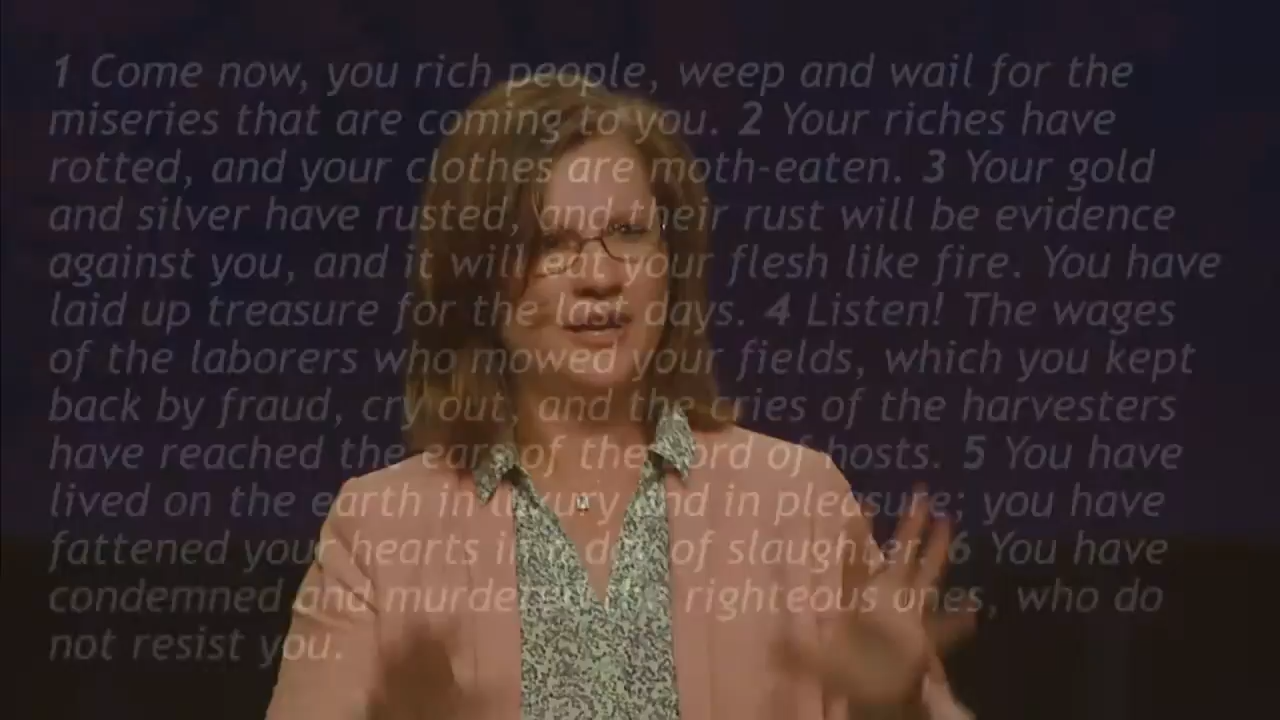 1 Come now, you rich people, weep and wail for the
miseries that are coming to you. 2 Your riches have
rotted, and your clothes are moth-eaten. 3 Your gold
and silver have rusted, and their rust will be evidence
against you, and it will eat your flesh like fire. You have
laid up treasure for the last days. 4 Listen! The wages
of the laborers who mowed your fields, which you kept
back by fraud, cry out, and the cries of the harvesters
have reached the ears of the Lord of hosts. 5 You have
lived on the earth in luxury and in pleasure; you have
fattened your hearts in a day of slaughter. 6 You have
condemned and murdered the righteous ones, who do
not resist you.